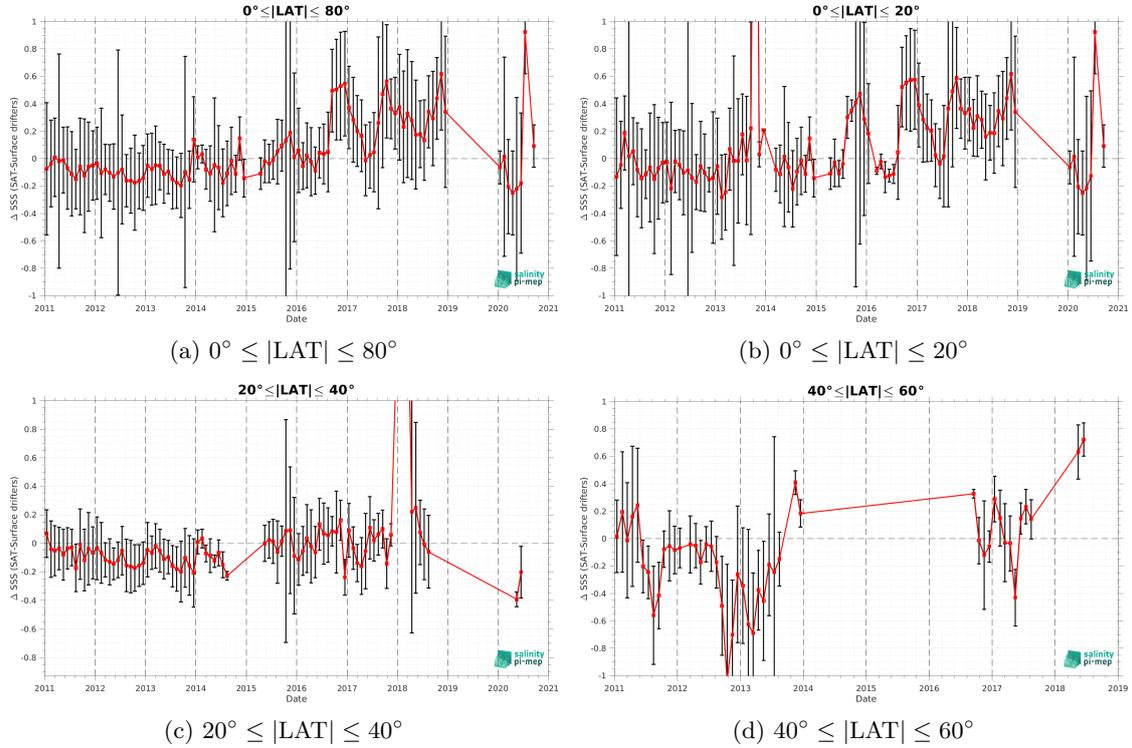 0°≤|LAT|≤ 80°
1
0.8
0.6
0.4
0.2
0
-0.2
-0.4
-0.6
-0.8
-1
Δ SSS (SAT-Surface drifters)
2011 2012 2013 2014 2015 2016 2017 2018 2019 2020 2021
Date
salinity
pi-mep
(a) 0° ≤ |LAT| ≤ 80°
0°≤|LAT|≤ 20°
1
0.8
0.6
0.4
0.2
0
-0.2
-0.4
-0.6
-0.8
-1
Δ SSS (SAT-Surface drifters)
2011 2012 2013 2014 2015 2016 2017 2018 2019 2020 2021
Date
salinity
pi-mep
(b) 0° ≤ |LAT| ≤ 20°
20°≤|LAT|≤ 40°
1
0.8
0.6
0.4
0.2
0
-0.2
-0.4
-0.6
-0.8
Δ SSS (SAT-Surface drifters)
2011 2012 2013 2014 2015 2016 2017 2018 2019 2020 2021
Date
salinity
pi-mep
(c) 20° ≤ |LAT| ≤ 40°
40°≤|LAT|≤ 60°
1
0.8
0.6
0.4
0.2
0
-0.2
-0.4
-0.6
-0.8
-1
Δ SSS (SAT-Surface drifters)
2011 2012 2013 2014 2015 2016 2017 2018 2019
Date
salinity
pi-mep
(d) 40° ≤ |LAT| ≤ 60°